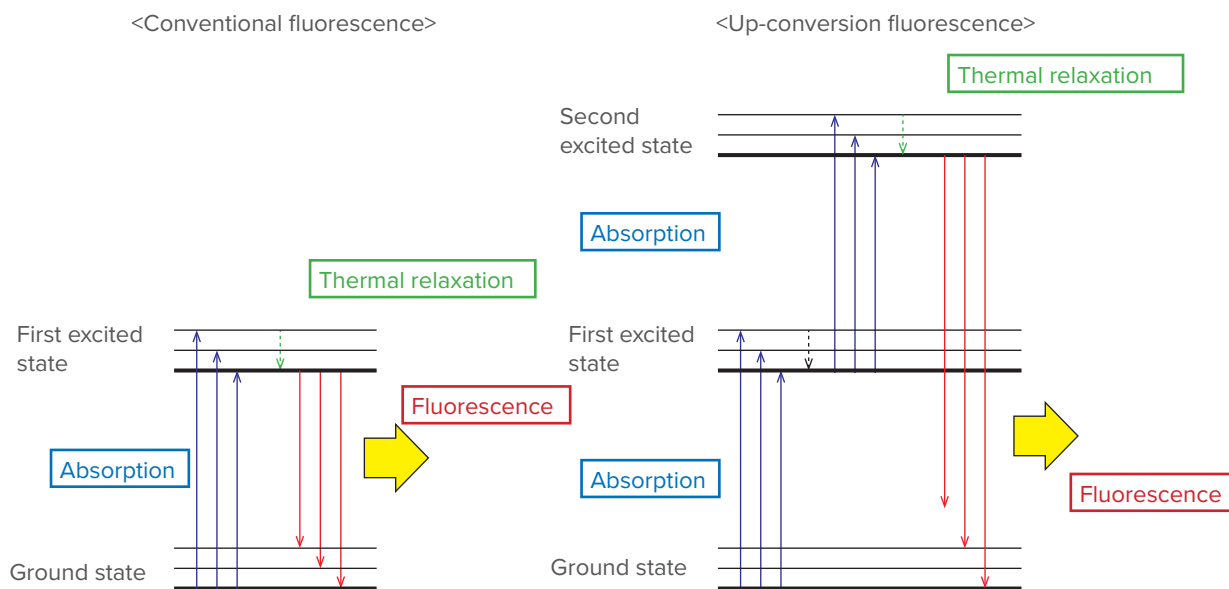 <Conventional fluorescence>
Thermal relaxation
First excited
state
Fluorescence
Absorption
Ground state
<Up-conversion fluorescence>
Thermal relaxation
Second
excited state
Absorption
First excited
state
Absorption
Fluorescence
Ground state